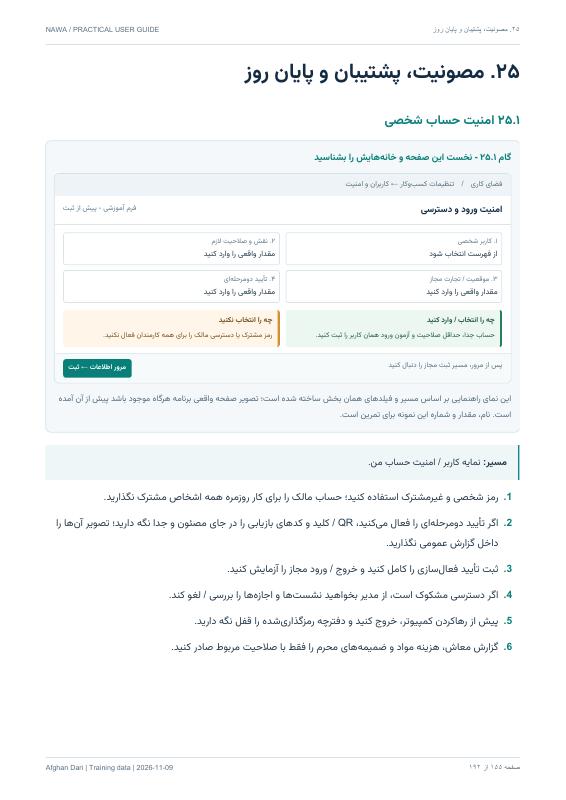 NAWA / PRACTICAL USER GUIDE
۲۵. مصونیت، پشتیبان و پایان روز
۲۵. مصونیت، پشتیبان و پایان روز
۲۵.۱ امنیت حساب شخصی
گام ۲۵.۱ - نخست این صفحه و خانه‌هایش را بشناسید
فضای کاری / تنظیمات کسب‌وکار ← کاربران و امنیت
امنیت ورود و دسترسی
فرم آموزشی - پیش از ثبت
۱. کاربر شخصی
از فهرست انتخاب شود
۲. نقش و صلاحیت لازم
مقدار واقعی را وارد کنید
۳. موقعیت / تجارت مجاز
مقدار واقعی را وارد کنید
۴. تأیید دومرحله‌ای
مقدار واقعی را وارد کنید
چه را انتخاب / وارد کنید
حساب جدا، حداقل صلاحیت و آزمون ورود همان کاربر را ثبت کنید.
چه را انتخاب نکنید
رمز مشترک یا دسترسی مالک را برای همه کارمندان فعال نکنید.
پس از مرور، مسیر ثبت مجاز را دنبال کنید
مرور اطلاعات ← ثبت
این نمای راهنمایی بر اساس مسیر و فیلدهای همان بخش ساخته شده است؛ تصویر صفحه واقعی برنامه هرگاه موجود باشد پیش از آن آمده
است. نام، مقدار و شماره این نمونه برای تمرین است.
مسیر: نمایه کاربر / امنیت حساب من.
1. رمز شخصی و غیرمشترک استفاده کنید؛ حساب مالک را برای کار روزمره همه اشخاص مشترک نگذارید.
2. اگر تأیید دومرحله‌ای را فعال می‌کنید، QR / کلید و کدهای بازیابی را در جای مصئون و جدا نگه دارید؛ تصویر آن‌ها را
داخل گزارش عمومی نگذارید.
3. ثبت تأیید فعال‌سازی را کامل کنید و خروج / ورود مجاز را آزمایش کنید.
4. اگر دسترسی مشکوک است، از مدیر بخواهید نشست‌ها و اجازه‌ها را بررسی / لغو کند.
5. پیش از رهاکردن کمپیوتر، خروج کنید و دفترچه رمزگذاری‌شده را قفل نگه دارید.
6. گزارش معاش، هزینه مواد و ضمیمه‌های محرم را فقط با صلاحیت مربوط صادر کنید.
Afghan Dari | Training data | 2026-11-09
صفحه ۱۵۵ از ۱۹۲